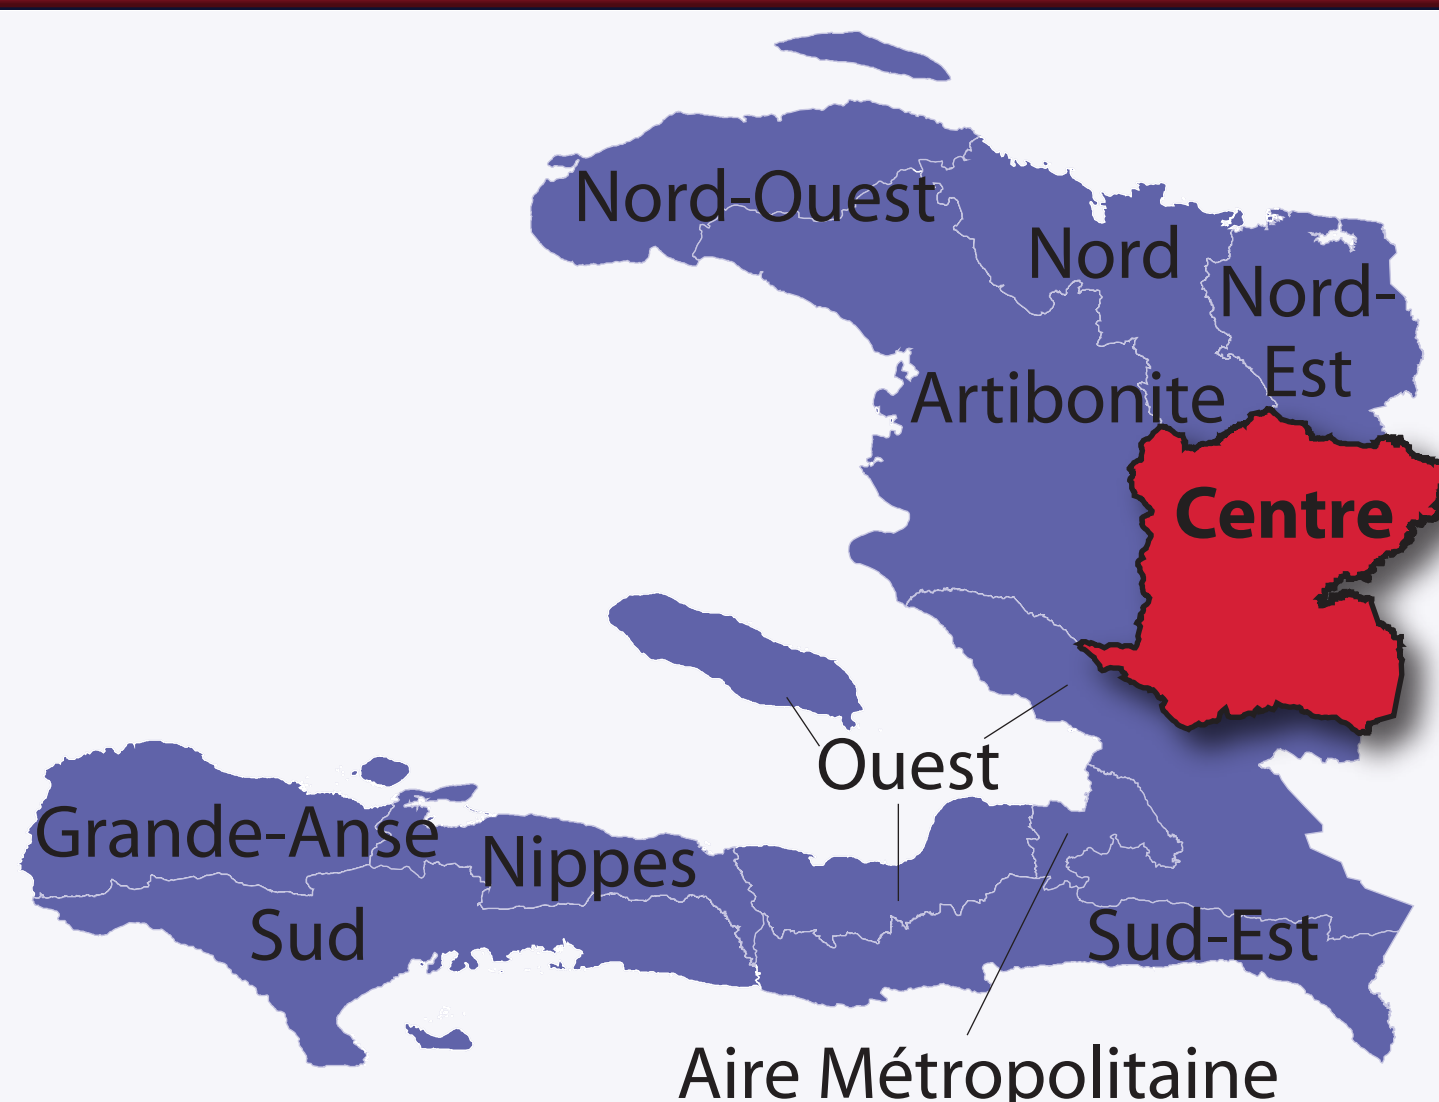 Nord-Ouest
Nord
Nord-
Est
Artibonite
Centre
Ouest
Grande-Anse
Nippes
Sud
Sud-Est
Aire Métropolitaine